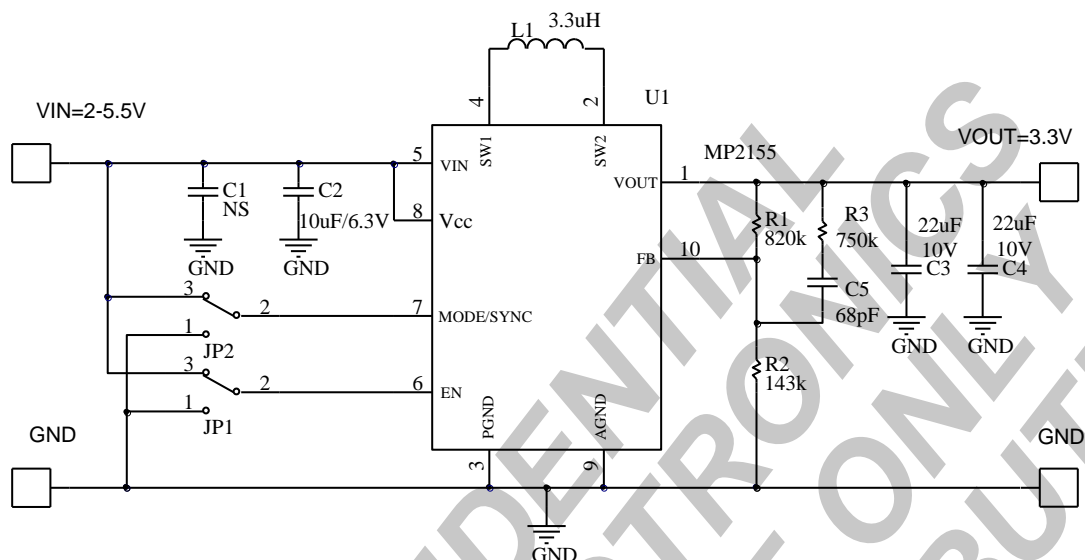 3.3uH
L1
4
2
U1
VIN=2-5.5V
SW1
SW2
5
VIN
MP2155
VOUT=3.3V
VOUT
1
C1
NS
C2
10uF/6.3V
8
Vcc
R1
820k
R3
750k
22uF
10V
C3
22uF
10V
C4
GND
GND
FB
10
C5
68pF
GND
GND
3
2
1
JP2
7
MODE/SYNC
3
2
1
JP1
6
EN
R2
143k
PGND
AGND
3
9
GND
GND
GND